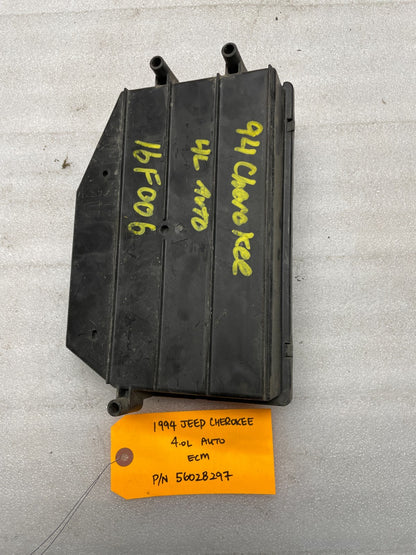 94 Cherokee
4L AUTO
16F006
1994 JEEP CHEROKEE
4.0L AUTO
ECM
P/N 56028297